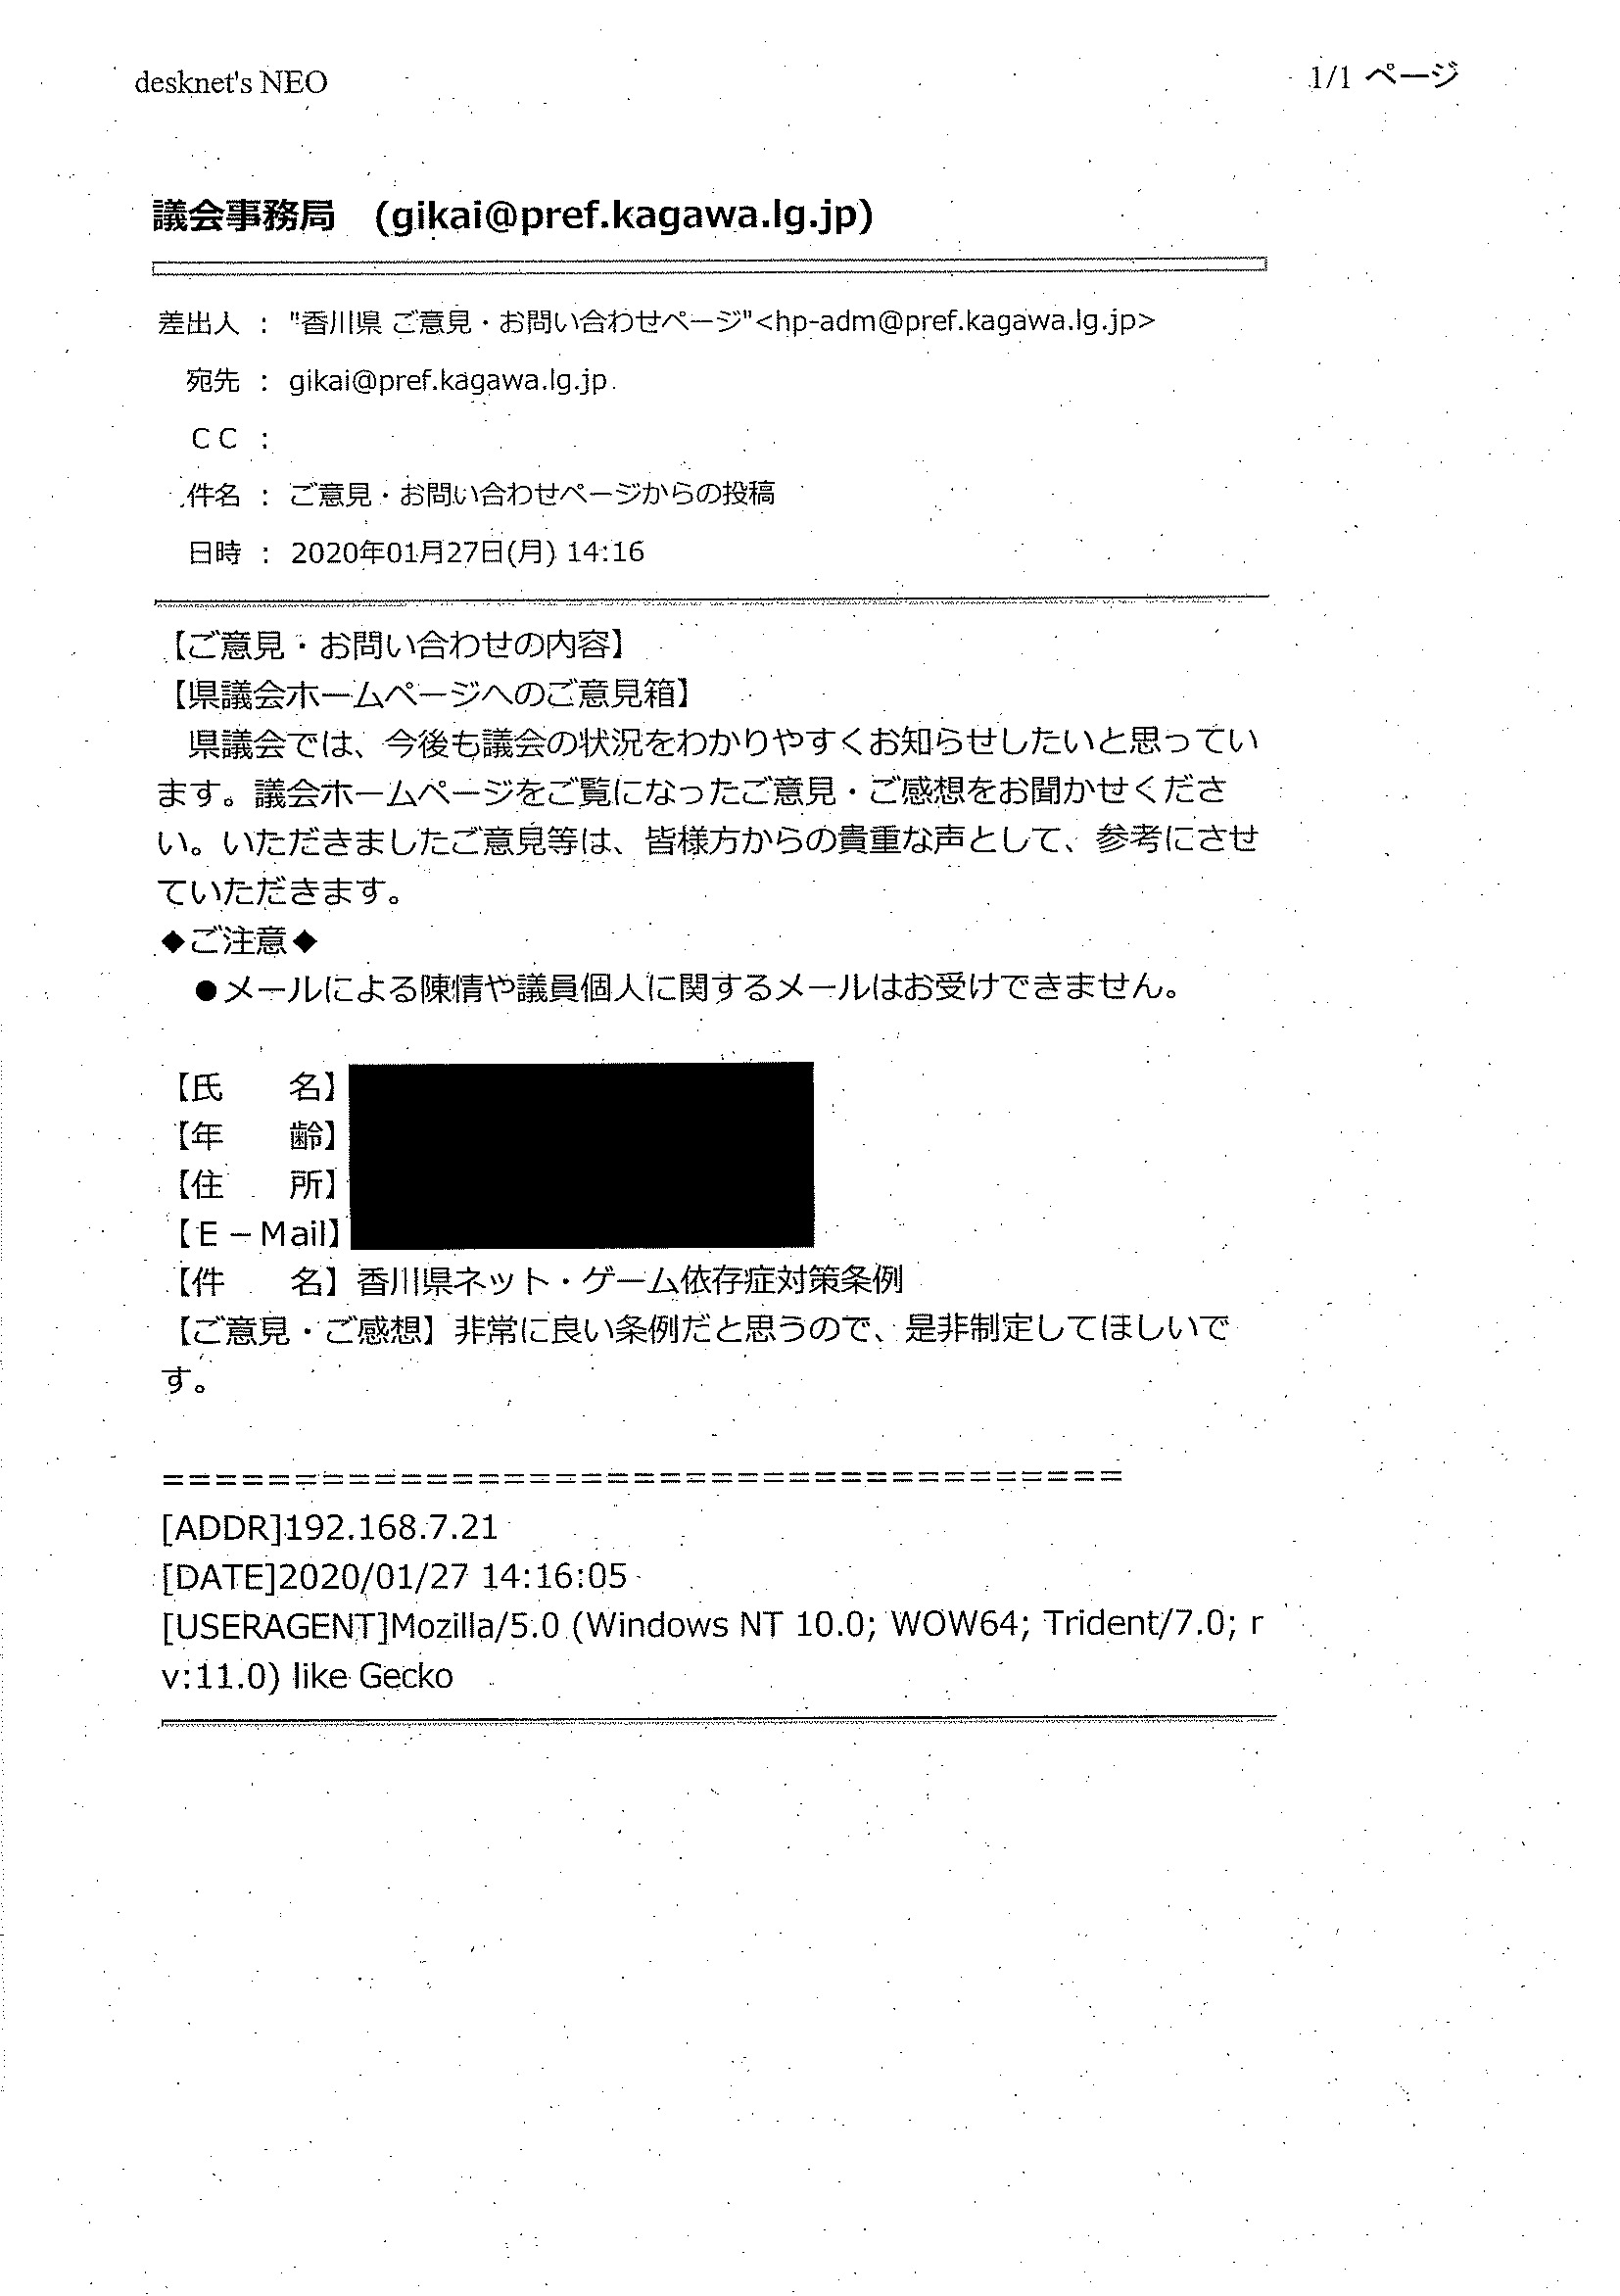 desknet's NEO
1/1 ページ
議会事務局　(gikai@pref.kagawa.lg.jp)
差出人 : "香川県 ご意見・お問い合わせページ"<hp-adm@pref.kagawa.lg.jp>
宛先 : gikai@pref.kagawa.lg.jp
ＣＣ :
件名 : ご意見・お問い合わせページからの投稿
日時 : 2020年01月27日(月) 14:16
【ご意見・お問い合わせの内容】
【県議会ホームページへのご意見箱】
　県議会では、今後も議会の状況をわかりやすくお知らせしたいと思ってい
ます。議会ホームページをご覧になったご意見・ご感想をお聞かせくださ
い。いただきましたご意見等は、皆様方からの貴重な声として、参考にさせ
ていただきます。
◆ご注意◆
　●メールによる陳情や議員個人に関するメールはお受けできません。
【氏　　名】
【年　　齢】
【住　　所】
【Ｅ－Mail】
【件　　名】香川県ネット・ゲーム依存症対策条例
【ご意見・ご感想】非常に良い条例だと思うので、是非制定してほしいで
す。
=====================================
[ADDR]192.168.7.21
[DATE]2020/01/27 14:16:05
[USERAGENT]Mozilla/5.0 (Windows NT 10.0; WOW64; Trident/7.0; r
v:11.0) like Gecko